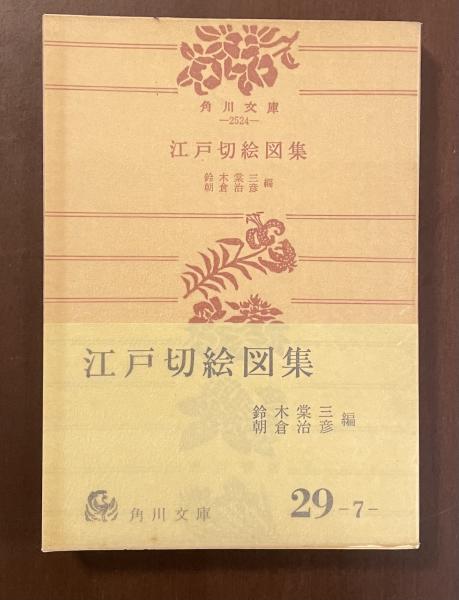 角川文庫
—2524—
江戸切絵図集
鈴木棠三
朝倉治彦 編
江戸切絵図集
鈴木棠三
朝倉治彦 編
角川文庫
29-7-